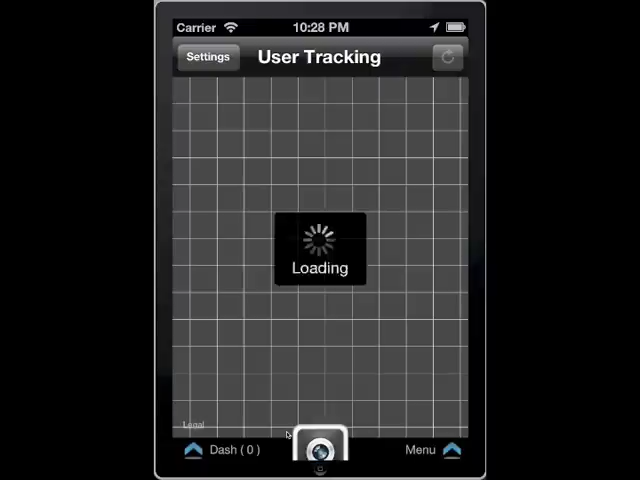 Carrier 10:28 PM
Settings User Tracking
Loading
Legal
Dash ( 0 ) Menu